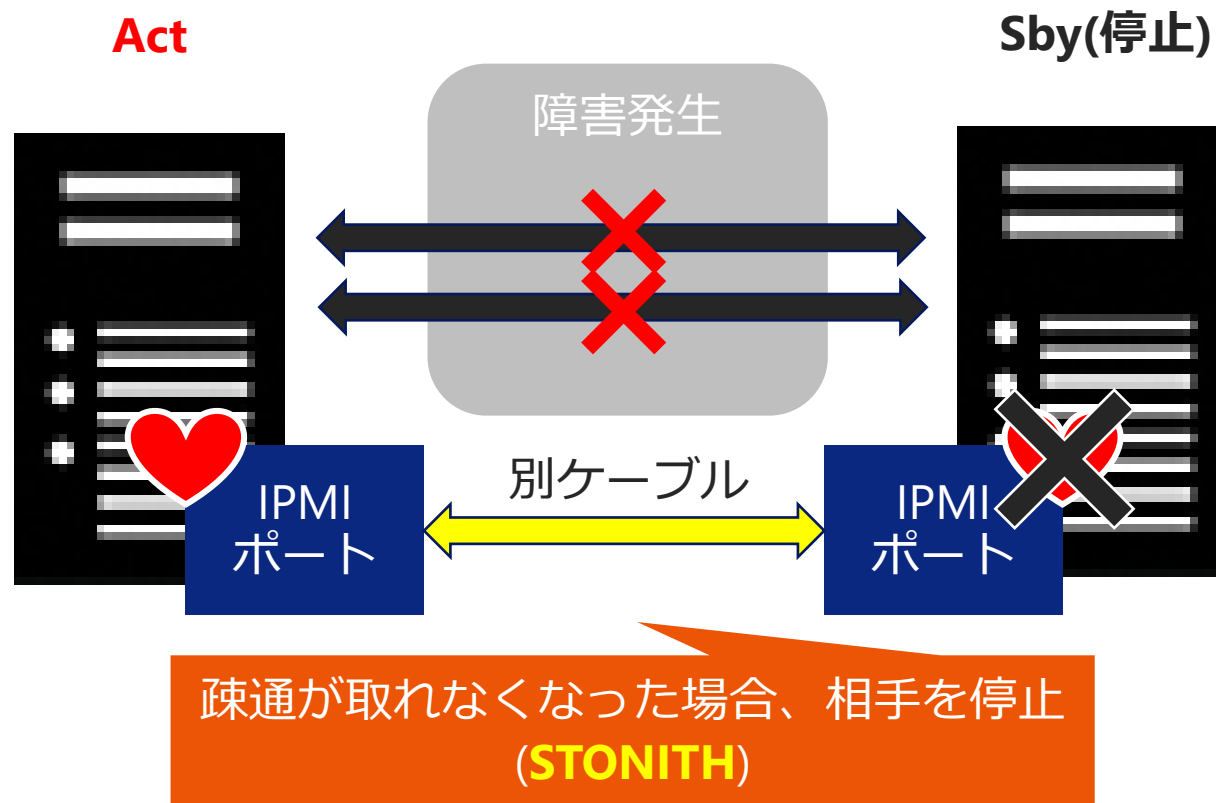 Act
Sby(停止)
障害発生
別ケーブル
IPMI
ポート
IPMI
ポート
疎通が取れなくなった場合、相手を停止
(STONITH)